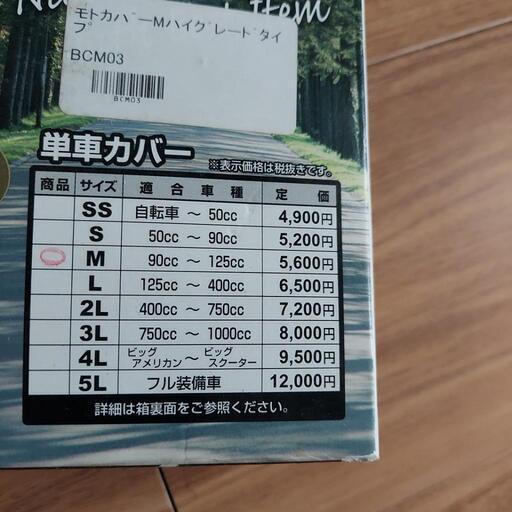 Item
モトカバーMハイグレードタイ
プ
BCM03
BCM03
単車カバー
※表示価格は税抜きです。
商品 サイズ 適合車種 定価
SS 自転車 〜 50cc 4,900円
S 50cc 〜 90cc 5,200円
M 90cc 〜 125cc 5,600円
L 125cc 〜 400cc 6,500円
2L 400cc 〜 750cc 7,200円
3L 750cc 〜 1000cc 8,000円
4L ビッグアメリカン 〜 ビッグスクーター 9,500円
5L フル装備車 12,000円
詳細は箱裏面をご参照ください。